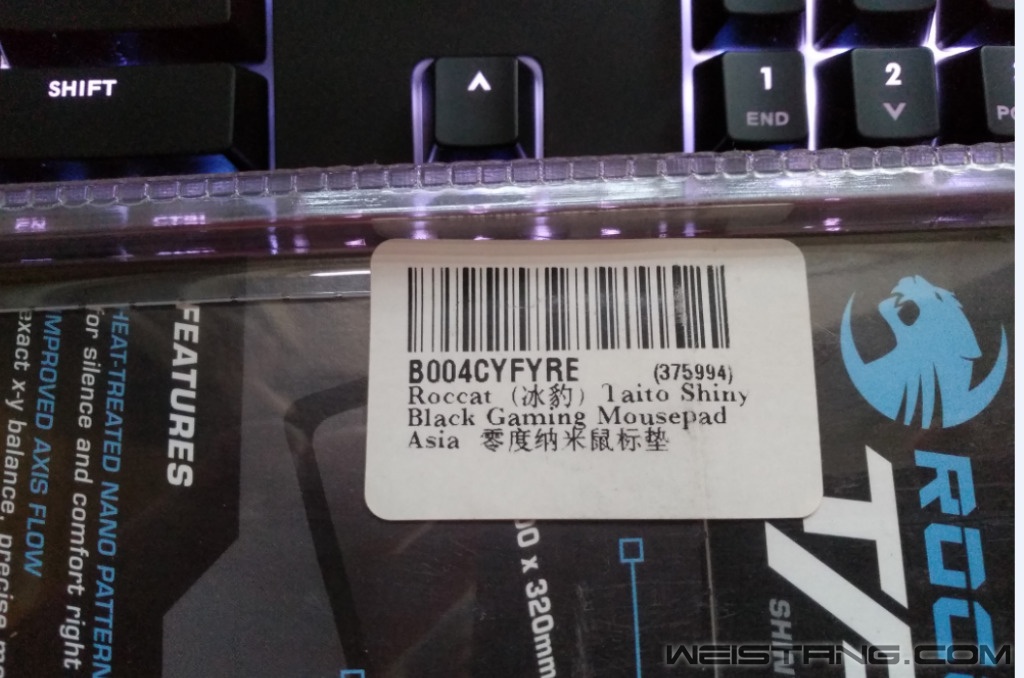 SHIFT
1
END
2
B004CYFYRE (375994)
Roccat (冰豹) Taito Shiny
Black Gaming Mousepad
Asia 零度纳米鼠标垫
FEATURES
HEAT-TREATED NANO PATTERN
for silence and comfort right
IMPROVED AXIS FLOW
exact x-y balance, precise
00 x 320mm
WEISTANG.COM